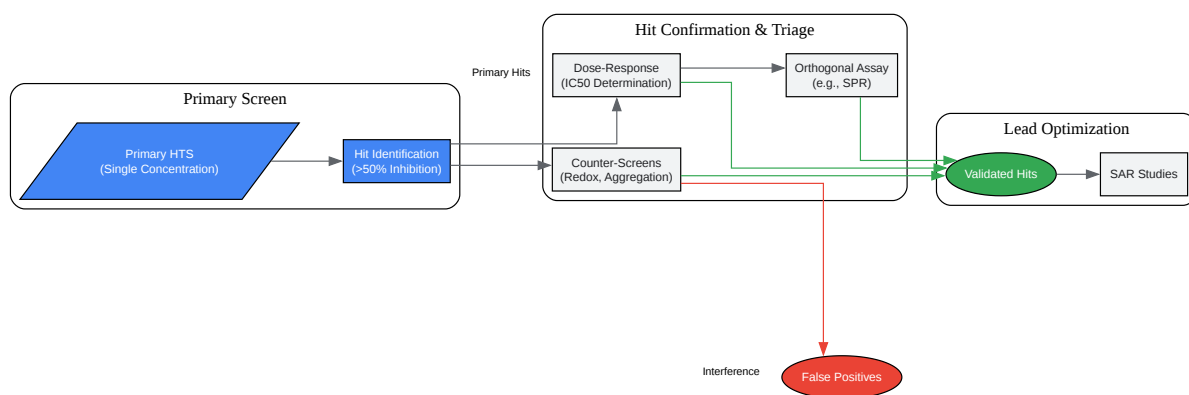 Primary Screen
Primary HTS
(Single Concentration)
Hit Identification
(>50% Inhibition)
Primary Hits
Hit Confirmation & Triage
Dose-Response
(IC50 Determination)
Orthogonal Assay
(e.g., SPR)
Counter-Screens
(Redox, Aggregation)
Lead Optimization
Validated Hits
SAR Studies
Interference
False Positives